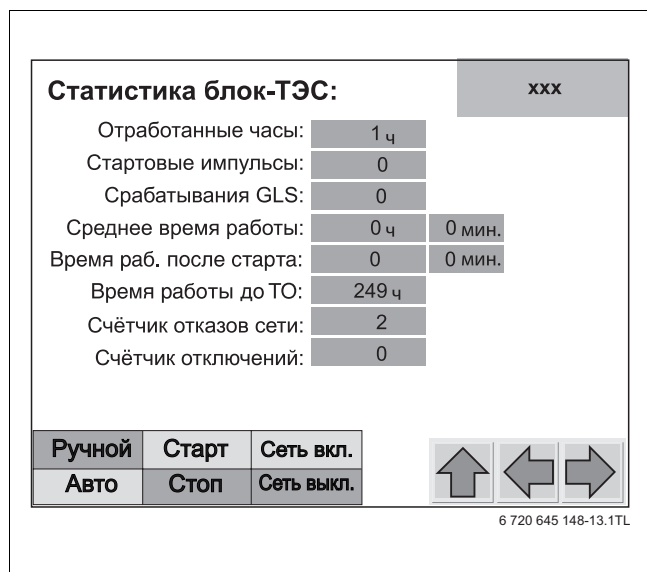 Статистика блок-ТЭС: xxx
Отработанные часы: 1 ч
Стартовые импульсы: 0
Срабатывания GLS: 0
Среднее время работы: 0 ч 0 мин.
Время раб. после старта: 0 0 мин.
Время работы до ТО: 249 ч
Счётчик отказов сети: 2
Счётчик отключений: 0
Ручной Старт Сеть вкл.
Авто Стоп Сеть выкл.
6 720 645 148-13.1TL